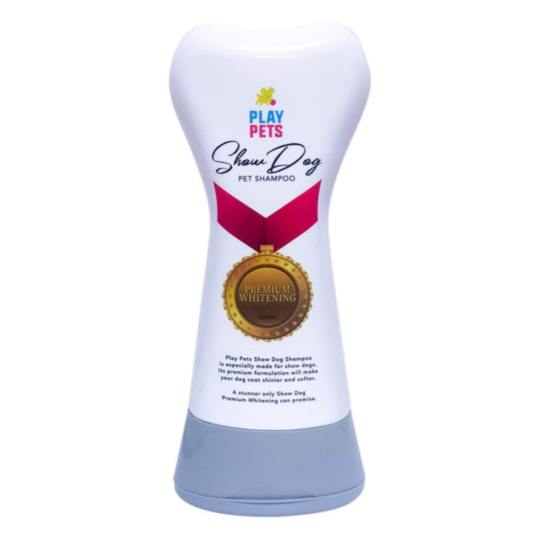 PLAY
PETS
Show Dog
PET SHAMPOO
PREMIUM
WHITENING
Play Pets Show Dog Shampoo
is especially made for show dogs.
Its premium formulation will make
your dog coat shinier and softer.
A stunner only Show Dog
Premium Whitening can promise.